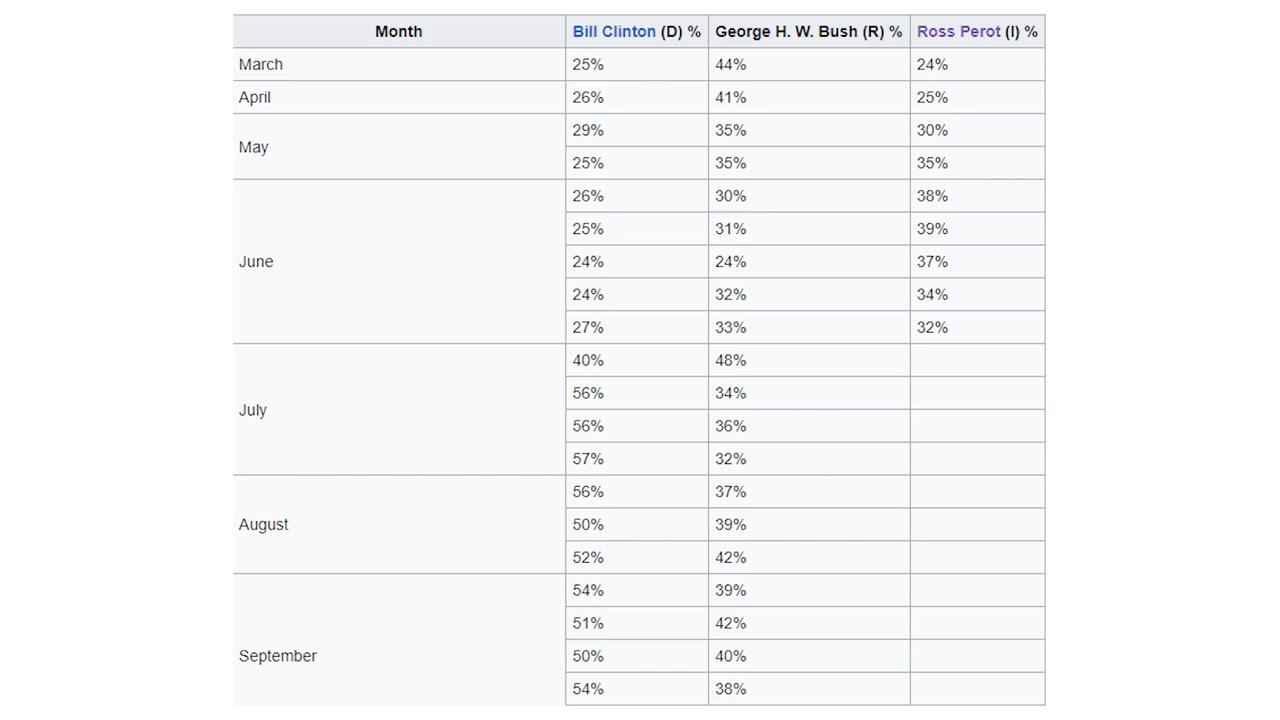 Month Bill Clinton (D) % George H. W. Bush (R) % Ross Perot (I) %
March 25% 44% 24%
April 26% 41% 25%
May 29% 35% 30%
25% 35% 35%
June 26% 30% 38%
25% 31% 39%
24% 24% 37%
24% 32% 34%
27% 33% 32%
July 40% 48%
56% 34%
56% 36%
57% 32%
August 56% 37%
50% 39%
52% 42%
September 54% 39%
51% 42%
50% 40%
54% 38%